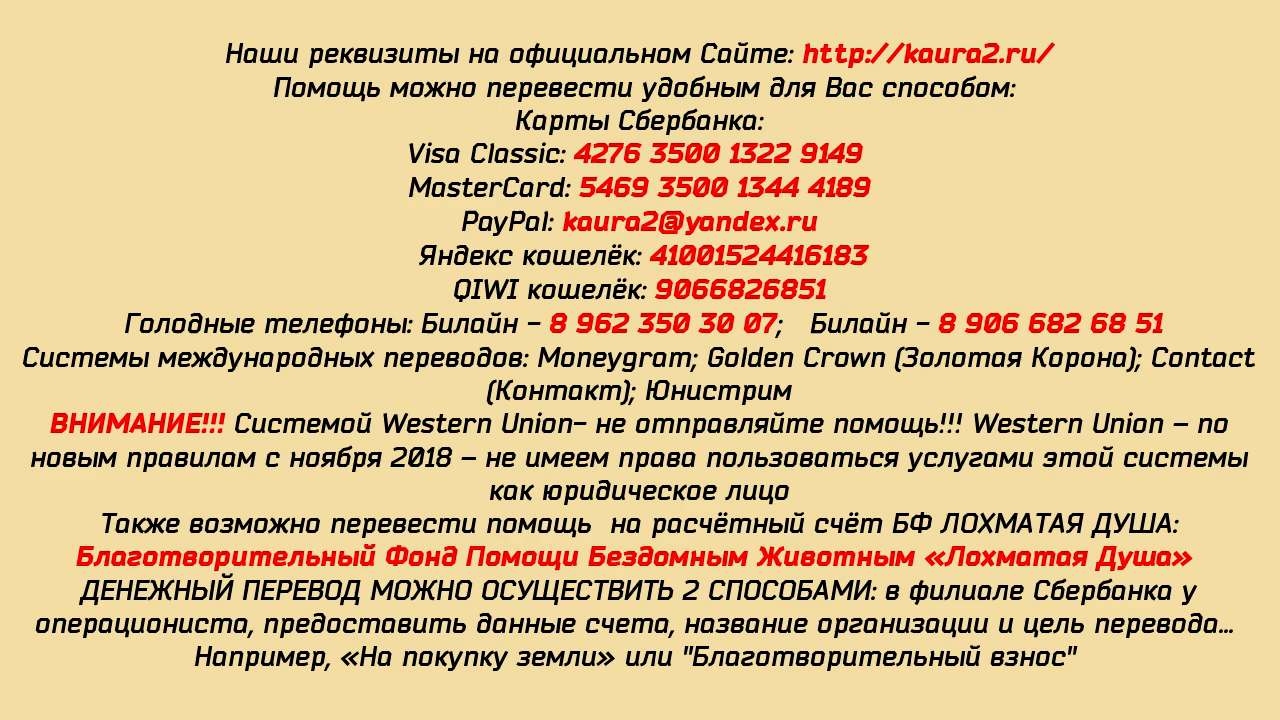 Наши реквизиты на официальном Сайте: http://kaura2.ru/
Помощь можно перевести удобным для Вас способом:
Карты Сбербанка:
Visa Classic: 4276 3500 1322 9149
MasterCard: 5469 3500 1344 4189
PayPal: kaura2@yandex.ru
Яндекс кошелёк: 41001524416183
QIWI кошелёк: 9066826851
Голодные телефоны: Билайн – 8 962 350 30 07; Билайн – 8 906 682 68 51
Системы международных переводов: Moneygram; Golden Crown (Золотая Корона); Contact
(Контакт); Юнистрим
ВНИМАНИЕ!!! Системой Western Union– не отправляйте помощь!!! Western Union – по
новым правилам с ноября 2018 – не имеем права пользоваться услугами этой системы
как юридическое лицо
Также возможно перевести помощь на расчётный счёт БФ ЛОХМАТАЯ ДУША:
Благотворительный Фонд Помощи Бездомным Животным «Лохматая Душа»
ДЕНЕЖНЫЙ ПЕРЕВОД МОЖНО ОСУЩЕСТВИТЬ 2 СПОСОБАМИ: в филиале Сбербанка у
операциониста, предоставить данные счета, название организации и цель перевода...
Например, «На покупку земли» или "Благотворительный взнос"